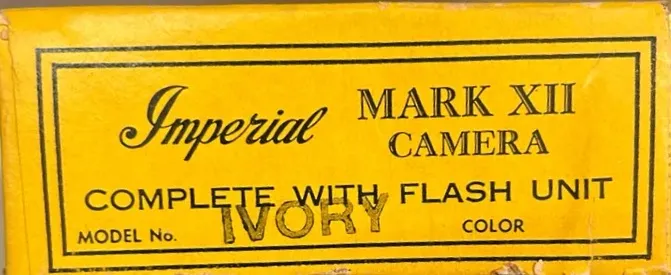 Imperial MARK XII
CAMERA
COMPLETE WITH FLASH UNIT
MODEL No. IVORY COLOR